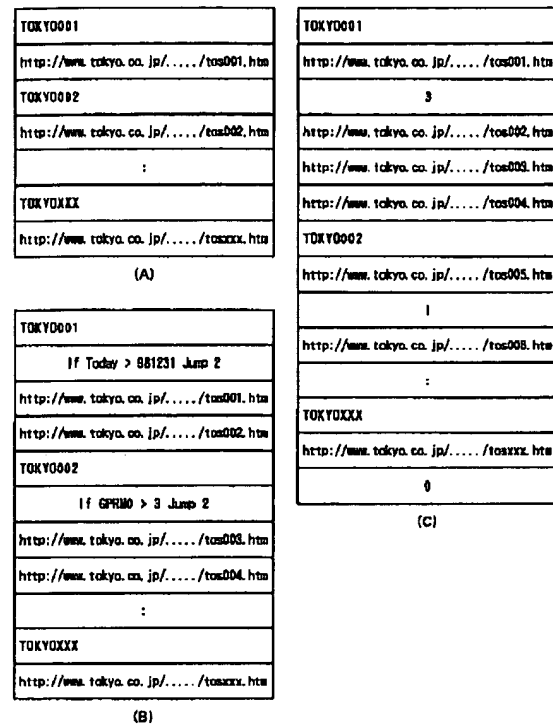 TOKYO001
http://www.tokyo.co.jp/...../tos001.htm
TOKYO002
http://www.tokyo.co.jp/...../tos002.htm
:
TOKYOXXX
http://www.tokyo.co.jp/...../tosxxx.htm
(A)
TOKYO001
If Today > 981231 Jump 2
http://www.tokyo.co.jp/...../tos001.htm
http://www.tokyo.co.jp/...../tos002.htm
TOKYO002
If GPRM0 > 3 Jump 2
http://www.tokyo.co.jp/...../tos003.htm
http://www.tokyo.co.jp/...../tos004.htm
:
TOKYOXXX
http://www.tokyo.co.jp/...../tosxxx.htm
(B)
TOKYO001
http://www.tokyo.co.jp/...../tos001.htm
3
http://www.tokyo.co.jp/...../tos002.htm
http://www.tokyo.co.jp/...../tos003.htm
http://www.tokyo.co.jp/...../tos004.htm
TOKYO002
http://www.tokyo.co.jp/...../tos005.htm
1
http://www.tokyo.co.jp/...../tos006.htm
:
TOKYOXXX
http://www.tokyo.co.jp/...../tosxxx.htm
0
(C)